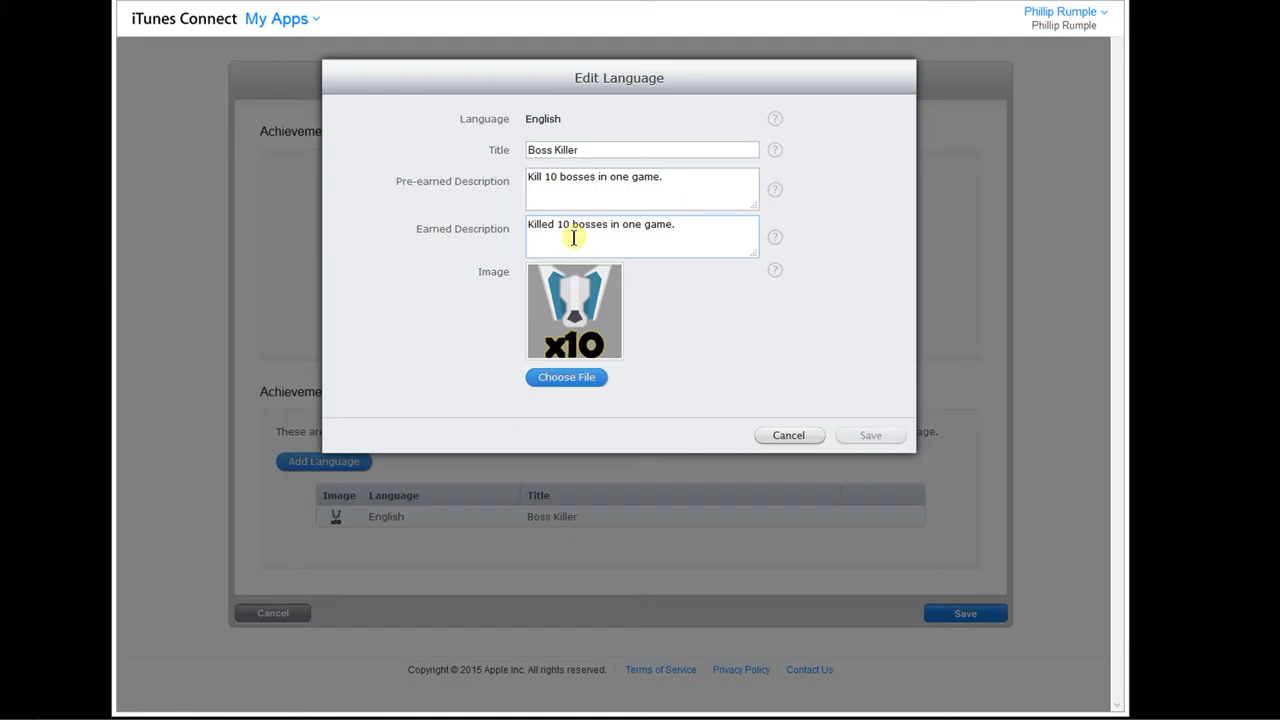 iTunes Connect My Apps
Phillip Rumple
Phillip Rumple
Edit Language
Language English ?
Title Boss Killer ?
Pre-earned Description Kill 10 bosses in one game. ?
Earned Description Killed 10 bosses in one game. ?
Image ?
x10
Choose File
Cancel Save
Achieveme
Achieveme
These are
age.
Add Language
Image Language Title
x10 English Boss Killer
Cancel Save
Copyright © 2015 Apple Inc. All rights reserved. Terms of Service Privacy Policy Contact Us